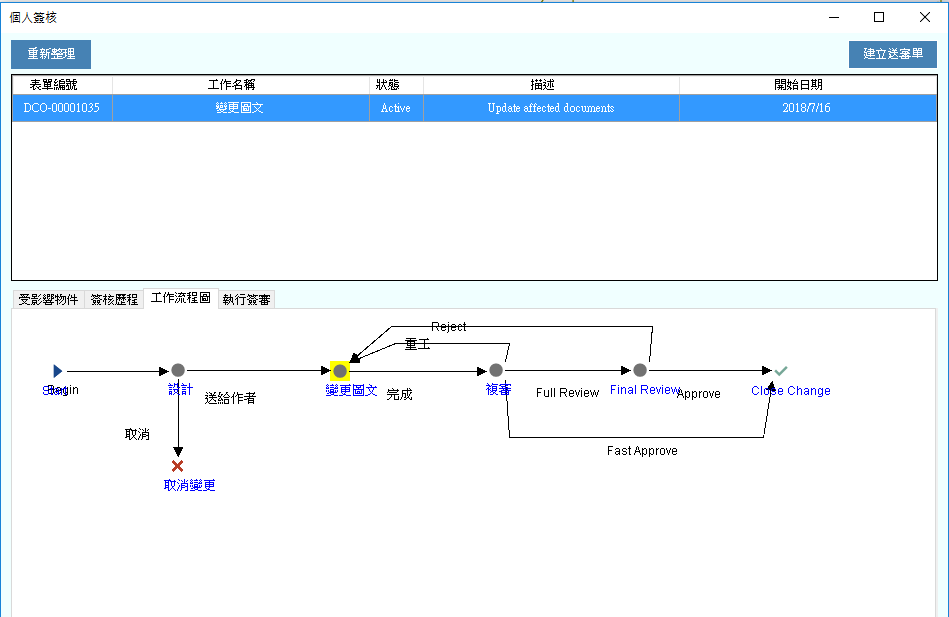 個人簽核
重新整理
建立送審單
表單編號 工作名稱 狀態 描述 開始日期
DCO-00001035 變更圖文 Active Update affected documents 2018/7/16
受影響物件 簽核歷程 工作流程圖 執行簽審
Reject
重工
Start Begin 設計 送給作者 變更圖文 完成 複審 Full Review Final Review Approve Close Change
取消
Fast Approve
取消變更